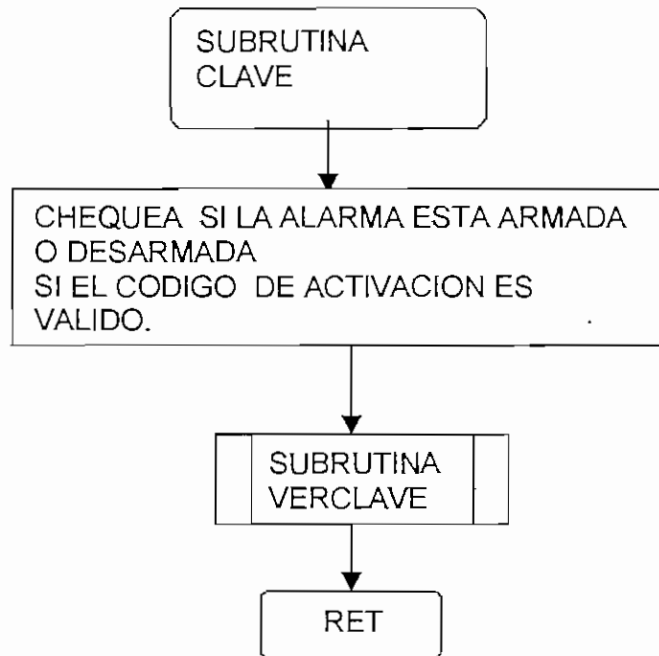 SUBRUTINA
CLAVE
CHEQUEA SI LA ALARMA ESTA ARMADA
O DESARMADA
SI EL CODIGO DE ACTIVACION ES
VALIDO.
SUBRUTINA
VERCLAVE
RET